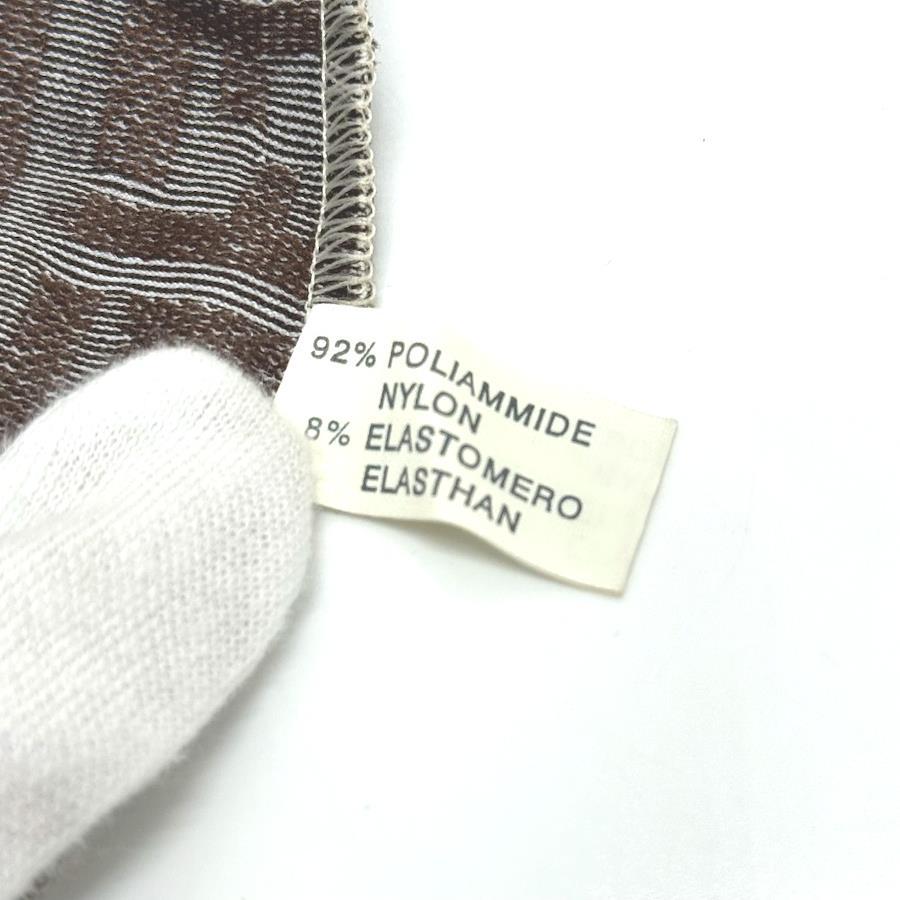 92% POLIAMMIDE
NYLON
8% ELASTOMERO
ELASTHAN